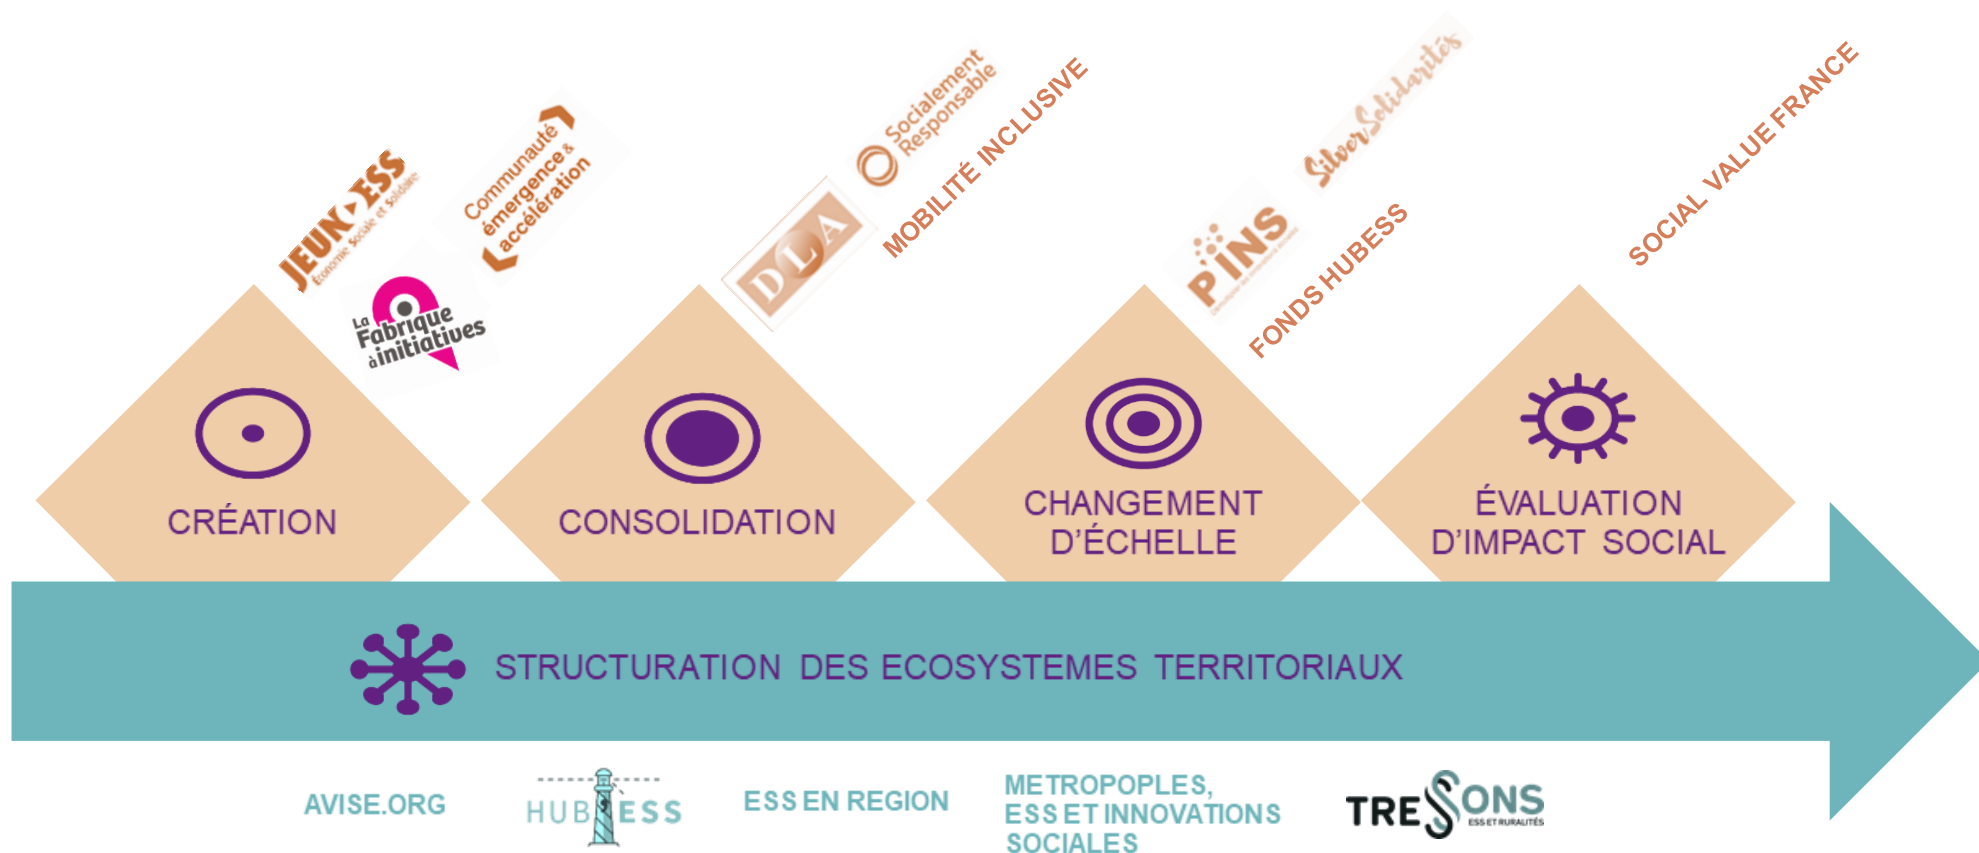 JEUN'ESS
Économie Sociale et Solidaire
La
Fabrique
à initiatives
Communauté
émergence &
accélération
DLA
Socialement
Responsable
MOBILITÉ INCLUSIVE
P'INS
SilverSolidarités
FONDS HUBESS
SOCIAL VALUE FRANCE
CRÉATION
CONSOLIDATION
CHANGEMENT
D'ÉCHELLE
ÉVALUATION
D'IMPACT SOCIAL
STRUCTURATION DES ECOSYSTEMES TERRITORIAUX
AVISE.ORG
HUB ESS
ESS EN REGION
METROPOPLES,
ESS ET INNOVATIONS
SOCIALES
TRESSONS
ESS ET RURALITÉS